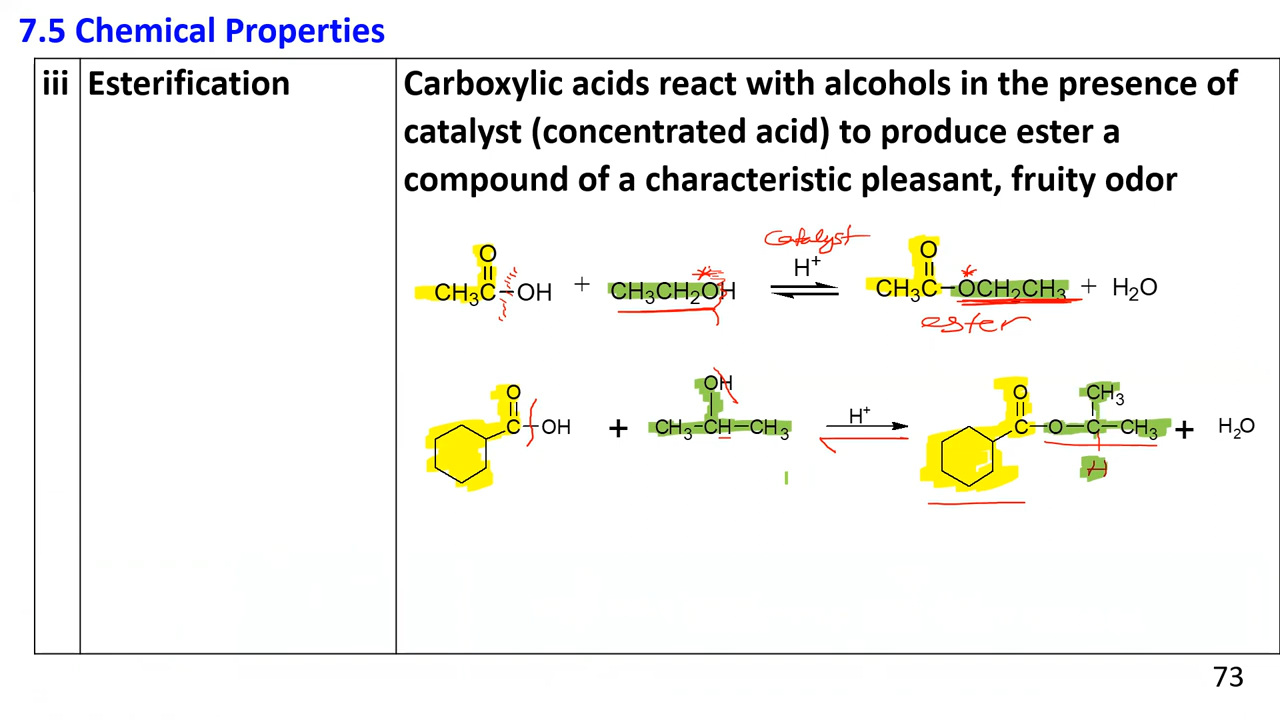 7.5 Chemical Properties
iii Esterification Carboxylic acids react with alcohols in the presence of
catalyst (concentrated acid) to produce ester a
compound of a characteristic pleasant, fruity odor
catalyst
O O
H+
CH3C-OH + CH3CH2OH CH3C-OCH2CH3 + H2O
* *
ester
O OH O CH3
C-OH + CH3-CH-CH3 H+ C-O-C-CH3 + H2O
H
73